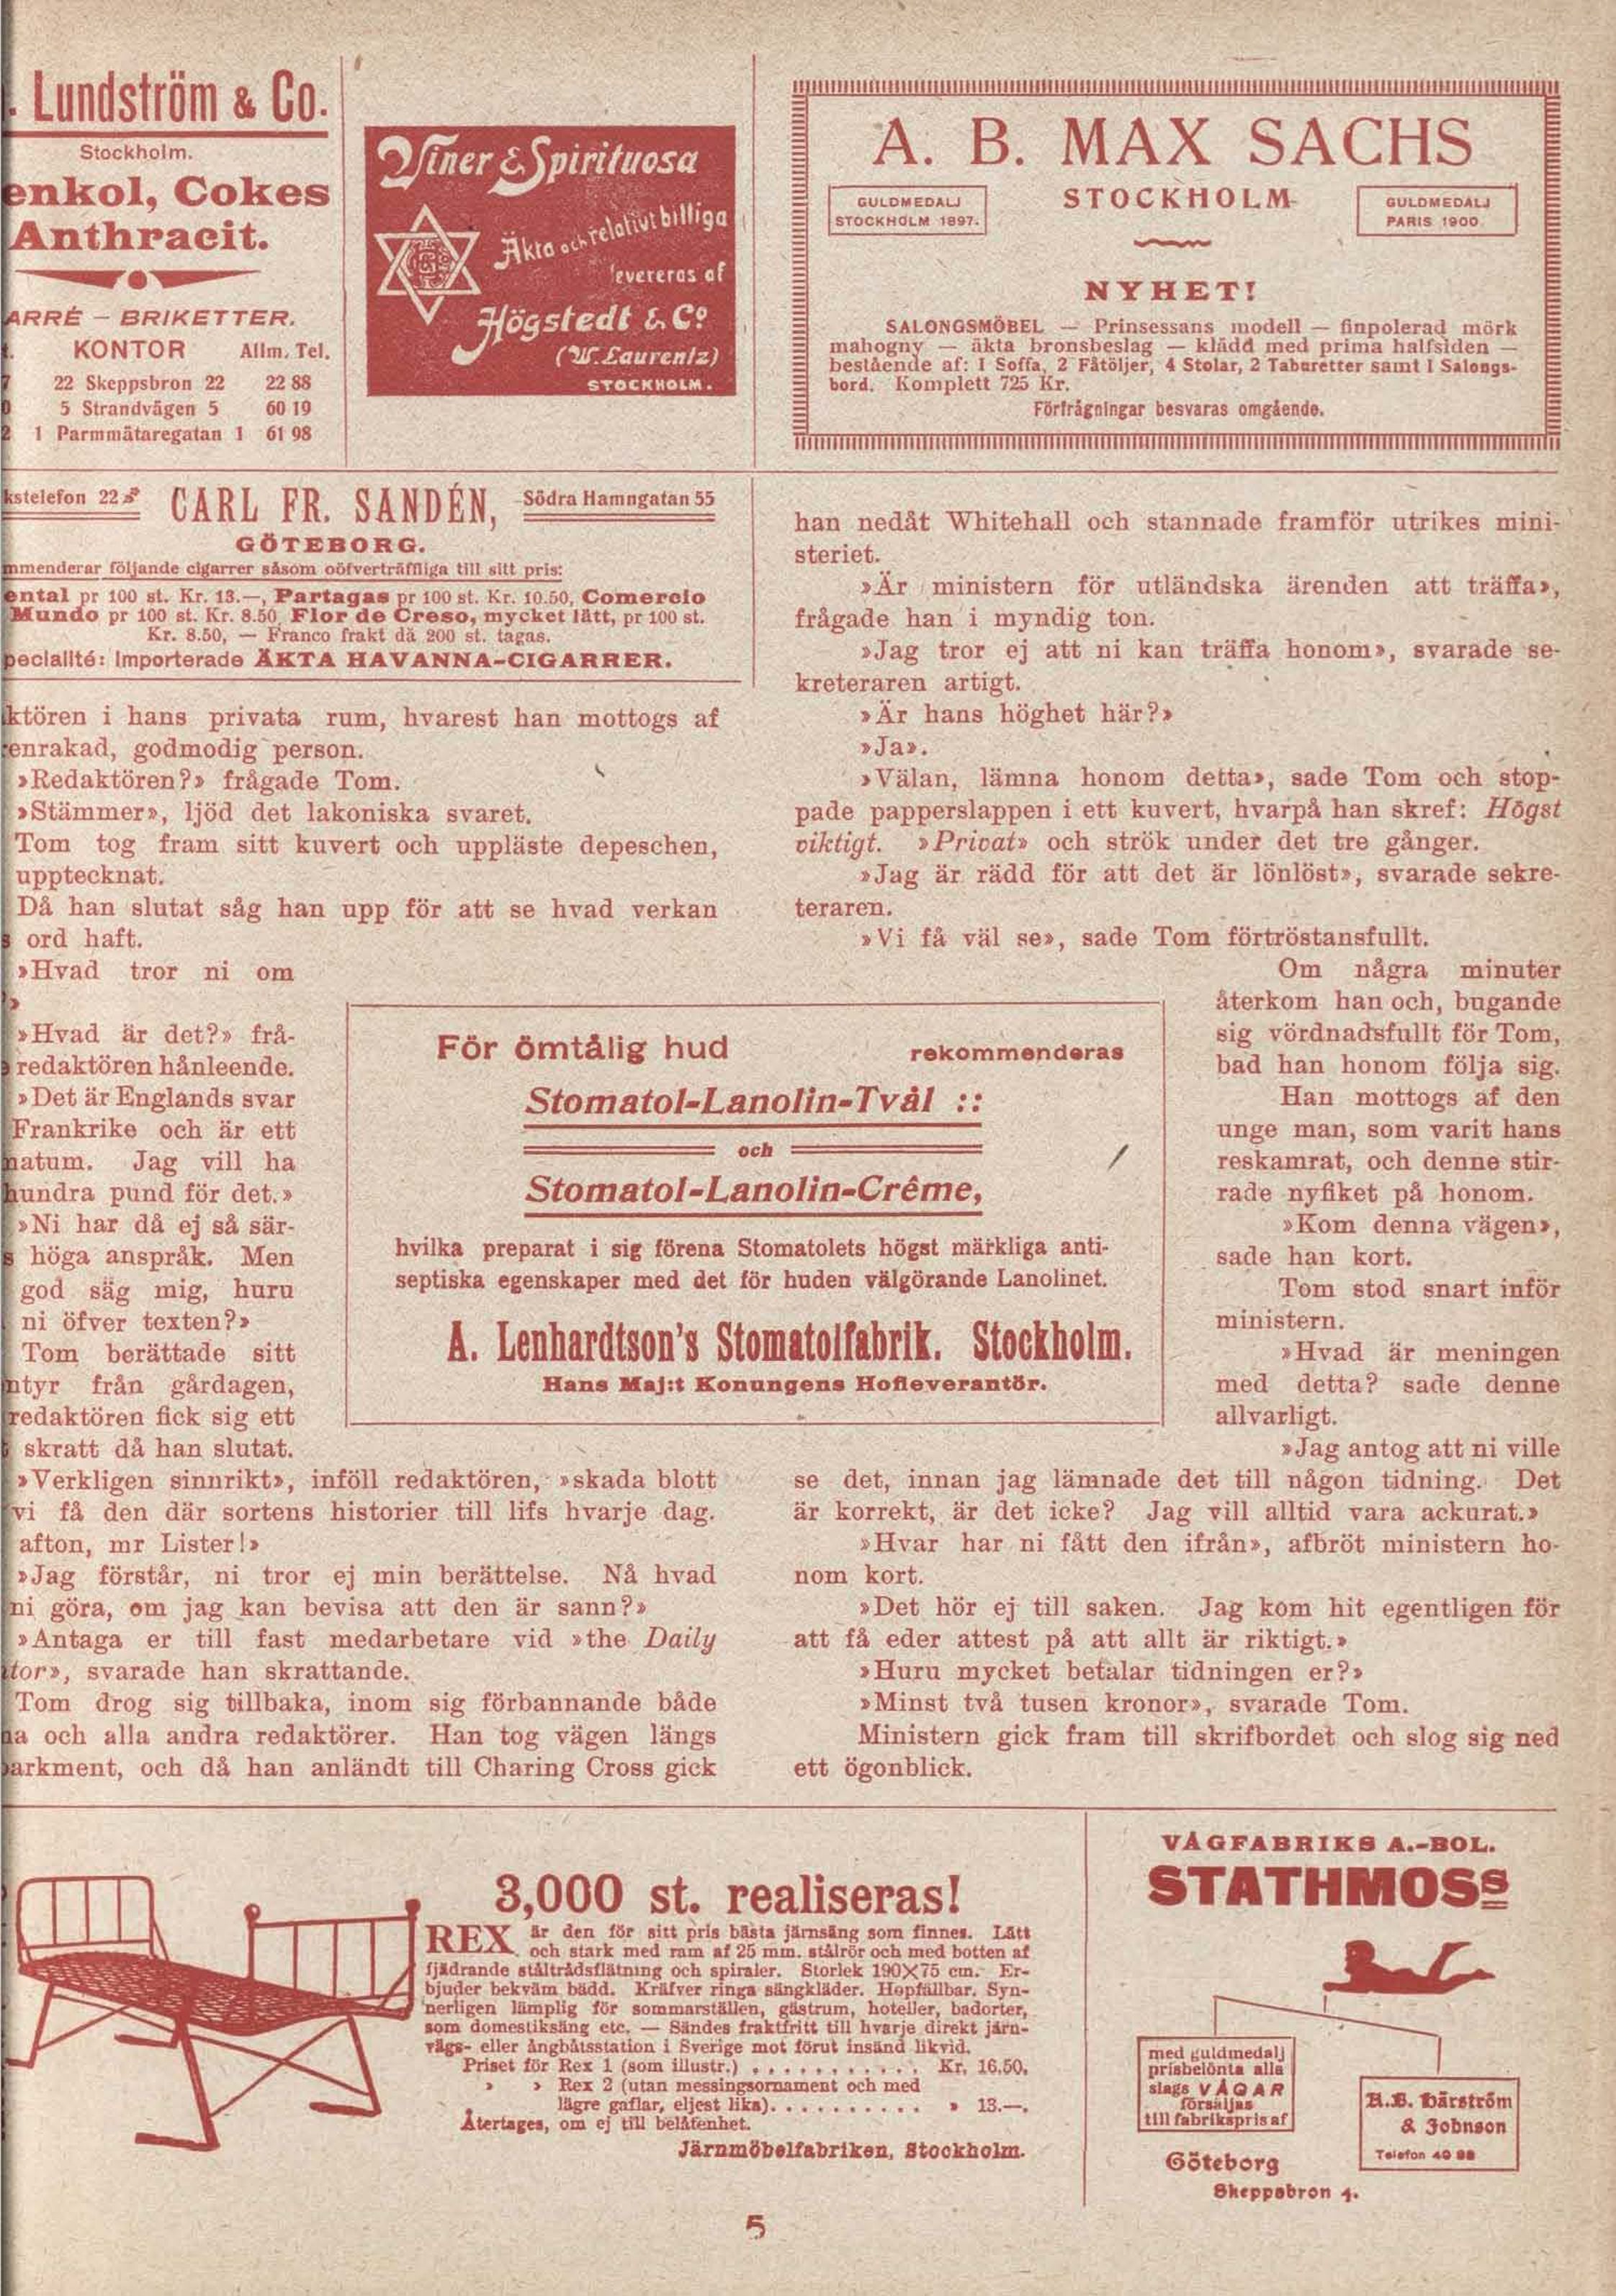 Lundström & Co.
Stockholm.
enkol, Cokes
Anthracit.
ARRÉ – BRIKETTER.
KONTOR Allm. Tel.
22 Skeppsbron 22 22 88
5 Strandvägen 5 60 19
1 Parmmätaregatan 1 61 98
Viner & Spirituosa
Äkta och relativt billiga
levereras af
Högstedt & Co.
(W. Laurentz)
STOCKHOLM.
A. B. MAX SACHS
GULDMEDALJ
STOCKHOLM 1897.
STOCKHOLM
GULDMEDALJ
PARIS 1900.
NYHET!
SALONGSMÖBEL — Prinsessans modell — finpolerad mörk
mahogny — äkta bronsbeslag — klädd med prima halfsiden —
bestående af: 1 Soffa, 2 Fåtöljer, 4 Stolar, 2 Taburetter samt 1 Salongs-
bord. Komplett 725 Kr.
Förfrågningar besvaras omgående.
kstelefon 22 CARL FR. SANDÉN, Södra Hamngatan 55
GÖTEBORG.
mmenderar följande cigarrer såsom oöfverträffliga till sitt pris:
ental pr 100 st. Kr. 13.—, Partagas pr 100 st. Kr. 10.50, Comercio
Mundo pr 100 st. Kr. 8.50, Flor de Creso, mycket lätt, pr 100 st.
Kr. 8.50, — Franco frakt då 200 st. tagas.
pecialité: Importerade ÄKTA HAVANNA-CIGARRER.
ktören i hans privata rum, hvarest han mottogs af
enrakad, godmodig person.
»Redaktören?» frågade Tom.
»Stämmer», ljöd det lakoniska svaret.
Tom tog fram sitt kuvert och uppläste depeschen,
upptecknat.
Då han slutat såg han upp för att se hvad verkan
s ord haft.
»Hvad tror ni om
?»
»Hvad är det?» frå-
redaktören hånleende.
»Det är Englands svar
Frankrike och är ett
natum. Jag vill ha
hundra pund för det.»
»Ni har då ej så sär-
s höga anspråk. Men
god säg mig, huru
ni öfver texten?»
Tom berättade sitt
ntyr från gårdagen,
redaktören fick sig ett
skratt då han slutat.
»Verkligen sinnrikt», inföll redaktören, »skada blott
vi få den där sortens historier till lifs hvarje dag.
afton, mr Lister!»
»Jag förstår, ni tror ej min berättelse. Nå hvad
ni göra, om jag kan bevisa att den är sann?»
»Antaga er till fast medarbetare vid »the Daily
tor», svarade han skrattande.
Tom drog sig tillbaka, inom sig förbannande både
na och alla andra redaktörer. Han tog vägen längs
arkment, och då han anländt till Charing Cross gick
För ömtålig hud rekommenderas
Stomatol-Lanolin-Tvål ::
och
Stomatol-Lanolin-Crême,
hvilka preparat i sig förena Stomatolets högst märkliga anti-
septiska egenskaper med det för huden välgörande Lanolinet.
A. Lenhardtson's Stomatolfabrik. Stockholm.
Hans Maj:t Konungens Hofleverantör.
han nedåt Whitehall och stannade framför utrikes mini-
steriet.
»Är ministern för utländska ärenden att träffa»,
frågade han i myndig ton.
»Jag tror ej att ni kan träffa honom», svarade se-
kreteraren artigt.
»Är hans höghet här?»
»Ja».
»Välan, lämna honom detta», sade Tom och stop-
pade papperslappen i ett kuvert, hvarpå han skref: Högst
viktigt. »Privat» och strök under det tre gånger.
»Jag är rädd för att det är lönlöst», svarade sekre-
teraren.
»Vi få väl se», sade Tom förtröstansfullt.
Om några minuter
återkom han och, bugande
sig vördnadsfullt för Tom,
bad han honom följa sig.
Han mottogs af den
unge man, som varit hans
reskamrat, och denne stir-
rade nyfiket på honom.
»Kom denna vägen»,
sade han kort.
Tom stod snart inför
ministern.
»Hvad är meningen
med detta? sade denne
allvarligt.
»Jag antog att ni ville
se det, innan jag lämnade det till någon tidning. Det
är korrekt, är det icke? Jag vill alltid vara ackurat.»
»Hvar har ni fått den ifrån», afbröt ministern ho-
nom kort.
»Det hör ej till saken. Jag kom hit egentligen för
att få eder attest på att allt är riktigt.»
»Huru mycket betalar tidningen er?»
»Minst två tusen kronor», svarade Tom.
Ministern gick fram till skrifbordet och slog sig ned
ett ögonblick.
3,000 st. realiseras!
REX är den för sitt pris bästa järnsäng som finnes. Lätt
och stark med ram af 25 mm. stålrör och med botten af
fjädrande ståltrådsflätning och spiraler. Storlek 190×75 cm. Er-
bjuder bekväm bädd. Kräfver ringa sängkläder. Hopfällbar. Syn-
nerligen lämplig för sommarställen, gästrum, hoteller, badorter,
som domestiksäng etc. — Sändes fraktfritt till hvarje direkt järn-
vägs- eller ångbåtsstation i Sverige mot förut insänd likvid.
Priset för Rex 1 (som illustr.) . . . . . . . . . . . Kr. 16.50,
» » Rex 2 (utan messingsornament och med
lägre gaflar, eljest lika) . . . . . . . . . . » 13.—.
Återtages, om ej till belåtenhet.
Järnmöbelfabriken, Stockholm.
VÅGFABRIKS A.-BOL.
STATHMOSS
med guldmedalj
prisbelönta alla
slags VÅGAR
försäljas
till fabrikspris af
H.B. Bärström
& Johnson
Telefon 40 98
Göteborg
Skeppsbron 4.
5